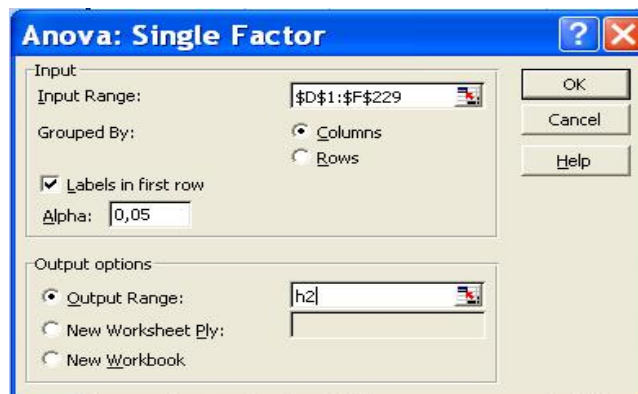 Anova: Single Factor
Input
Input Range: $D$1:$F$229
OK
Grouped By: Columns
Cancel
Rows
Help
Labels in first row
Alpha: 0,05
Output options
Output Range: h2
New Worksheet Ply:
New Workbook